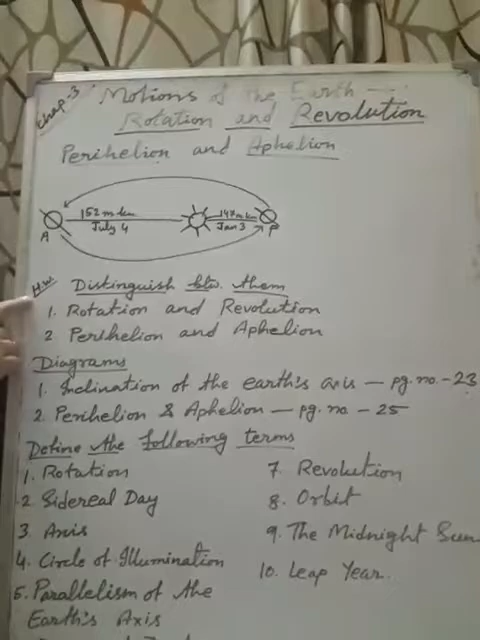 Chap:3
Motions of the Earth -
Rotation and Revolution
Perihelion and Aphelion
152 m km
July 4
147 m km
Jan 3
A
P
H.W. Distinguish btw. them
1. Rotation and Revolution
2. Perihelion and Aphelion
Diagrams
1. Inclination of the earth's axis - pg. no. - 23
2. Perihelion & Aphelion - pg. no. - 25
Define the following terms
1. Rotation
2. Sidereal Day
3. Axis
4. Circle of Illumination
5. Parallelism of the
Earth's Axis
7. Revolution
8. Orbit
9. The Midnight Sun
10. Leap Year.